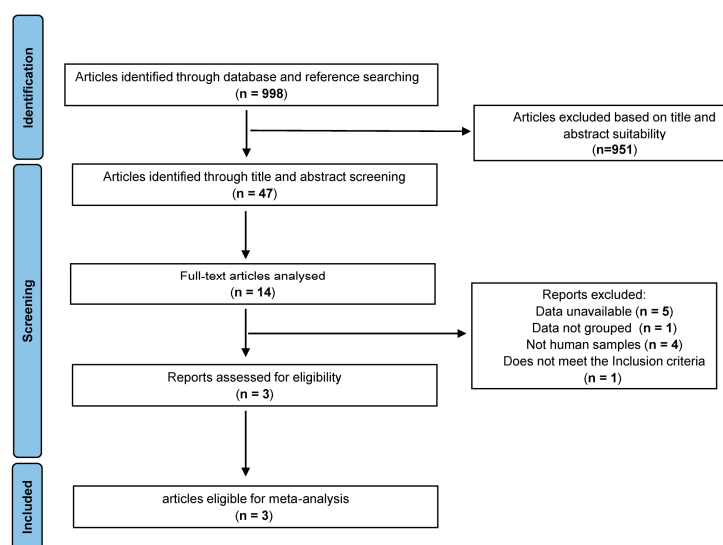 Identification
Articles identified through database and reference searching
(n = 998)
Articles excluded based on title and
abstract suitability
(n=951)
Screening
Articles identified through title and abstract screening
(n = 47)
Full-text articles analysed
(n = 14)
Reports excluded:
Data unavailable (n = 5)
Data not grouped (n = 1)
Not human samples (n = 4)
Does not meet the Inclusion criteria
(n = 1)
Reports assessed for eligibility
(n = 3)
Included
articles eligible for meta-analysis
(n = 3)